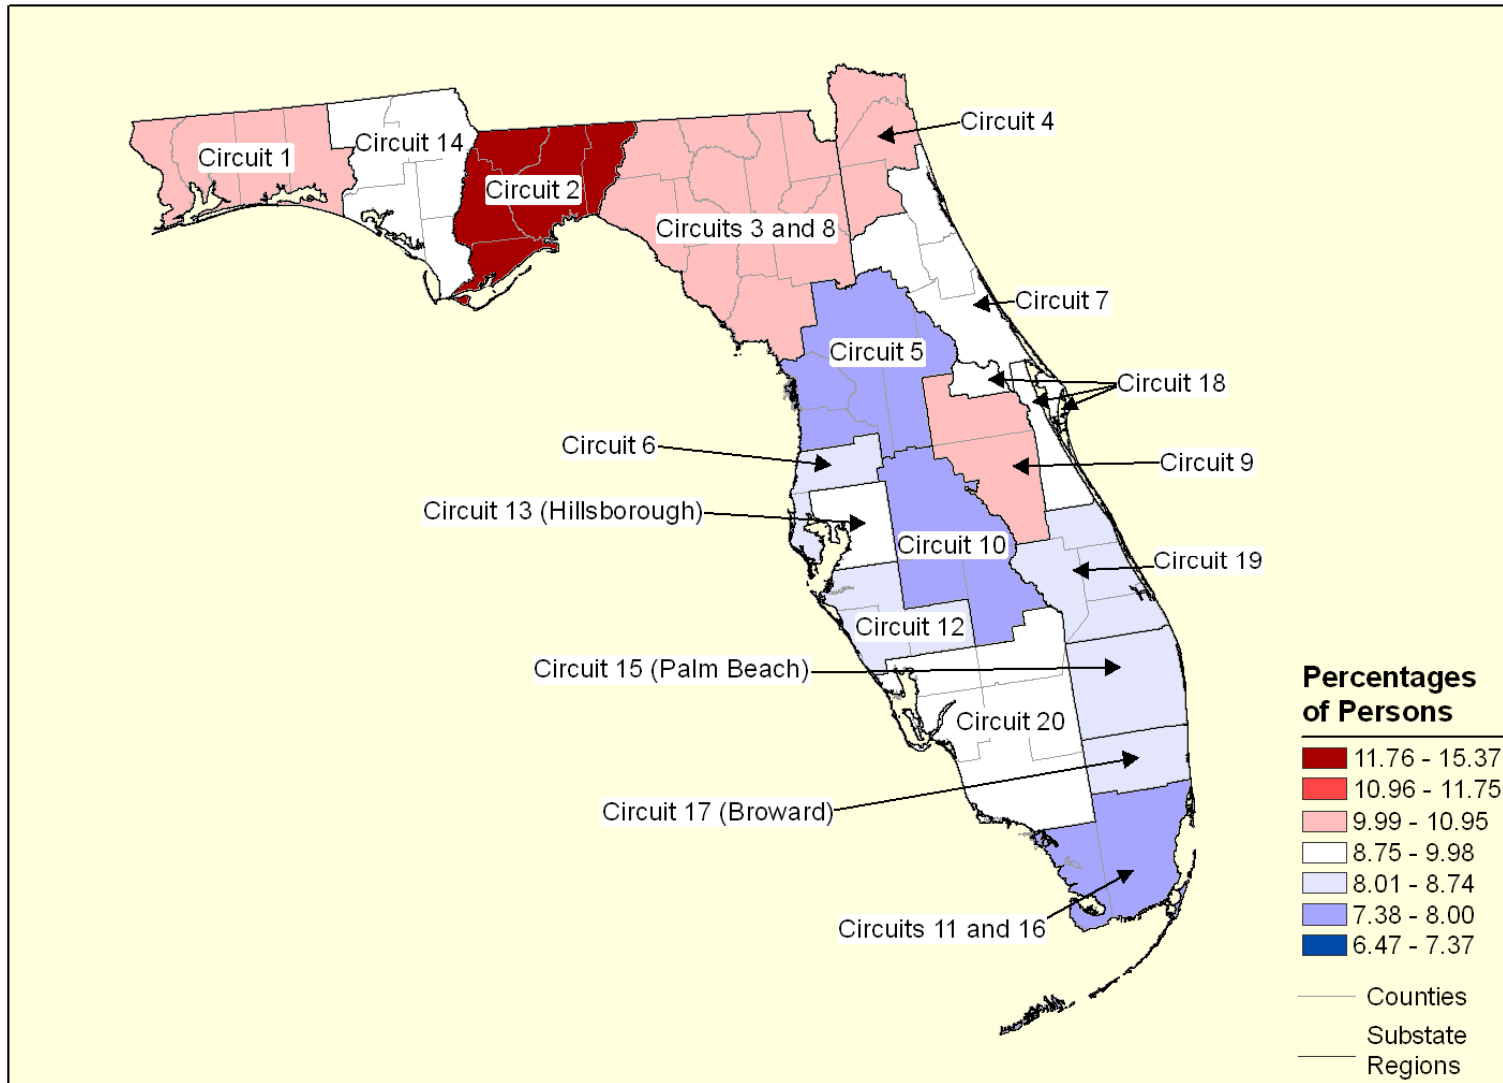 Circuit 4
Circuit 14
Circuit 1
Circuit 2
Circuits 3 and 8
Circuit 7
Circuit 5
Circuit 18
Circuit 6
Circuit 9
Circuit 13 (Hillsborough)
Circuit 10
Circuit 19
Circuit 12
Circuit 15 (Palm Beach)
Circuit 20
Circuit 17 (Broward)
Circuits 11 and 16
Percentages
of Persons
11.76 - 15.37
10.96 - 11.75
9.99 - 10.95
8.75 - 9.98
8.01 - 8.74
7.38 - 8.00
6.47 - 7.37
Counties
Substate
Regions